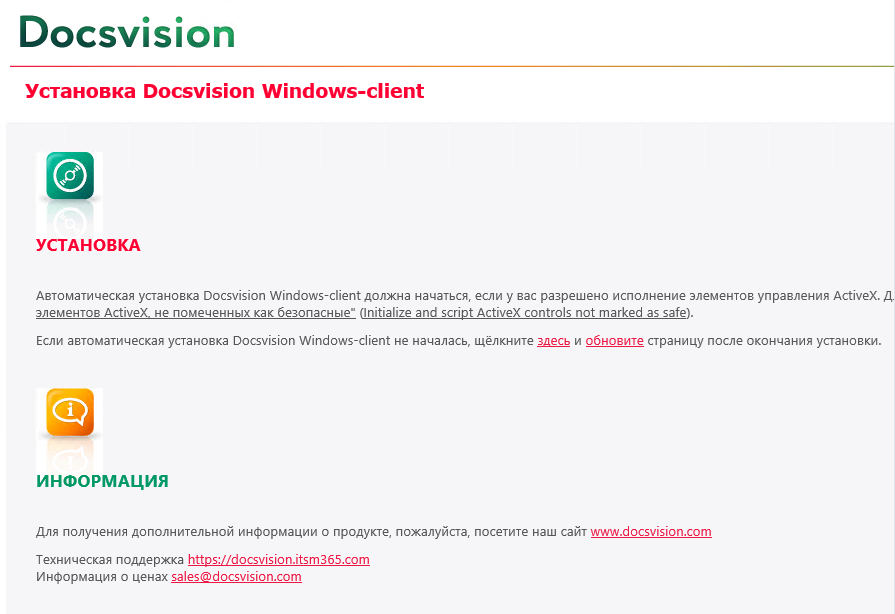 Docsvision
Установка Docsvision Windows-client
УСТАНОВКА
Автоматическая установка Docsvision Windows-client должна начаться, если у вас разрешено исполнение элементов управления ActiveX.
элементов ActiveX, не помеченных как безопасные" (Initialize and script ActiveX controls not marked as safe).
Если автоматическая установка Docsvision Windows-client не началась, щёлкните здесь и обновите страницу после окончания установки.
ИНФОРМАЦИЯ
Для получения дополнительной информации о продукте, пожалуйста, посетите наш сайт www.docsvision.com
Техническая поддержка https://docsvision.itsm365.com
Информация о ценах sales@docsvision.com